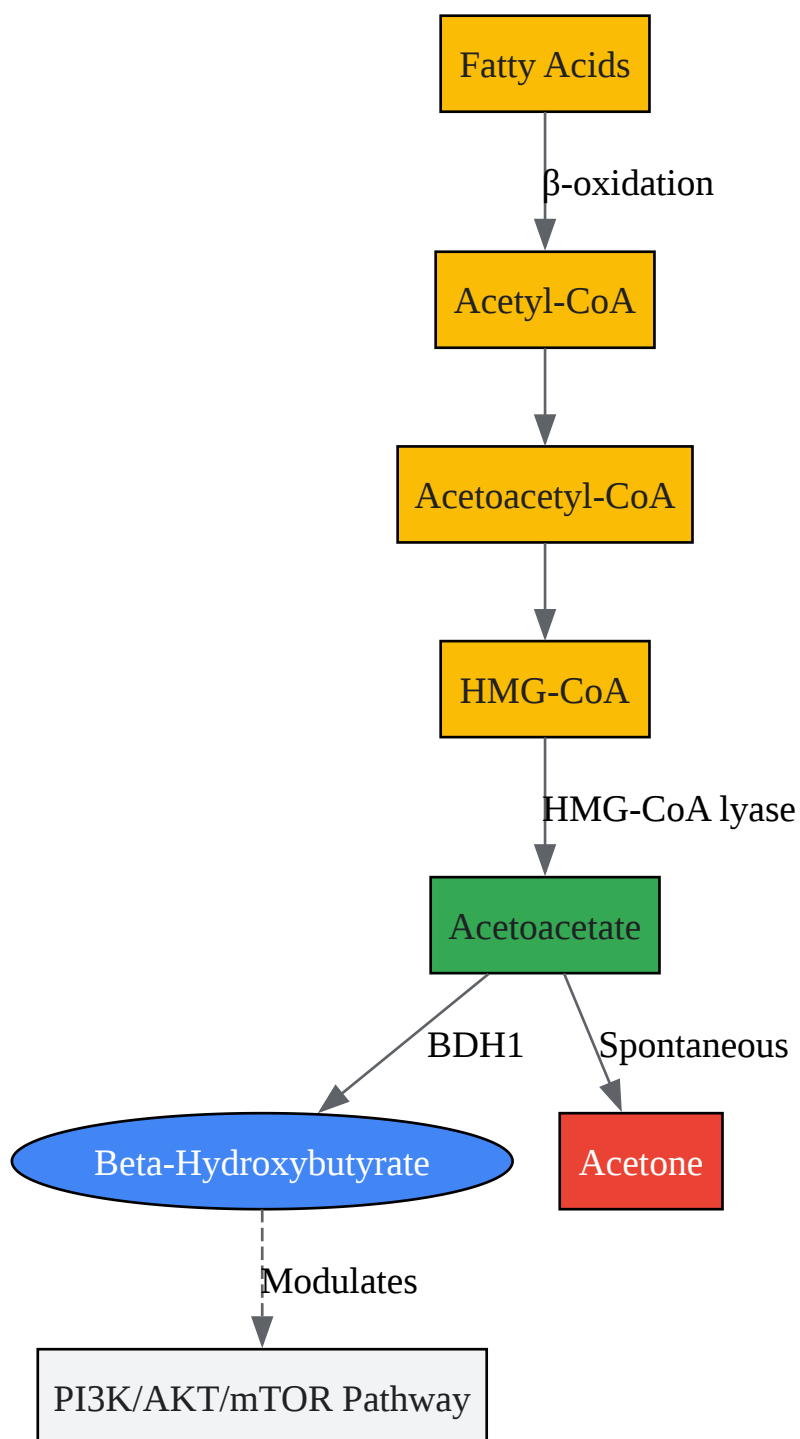 Fatty Acids
β-oxidation
Acetyl-CoA
Acetoacetyl-CoA
HMG-CoA
HMG-CoA lyase
Acetoacetate
BDH1
Spontaneous
Beta-Hydroxybutyrate
Acetone
Modulates
PI3K/AKT/mTOR Pathway